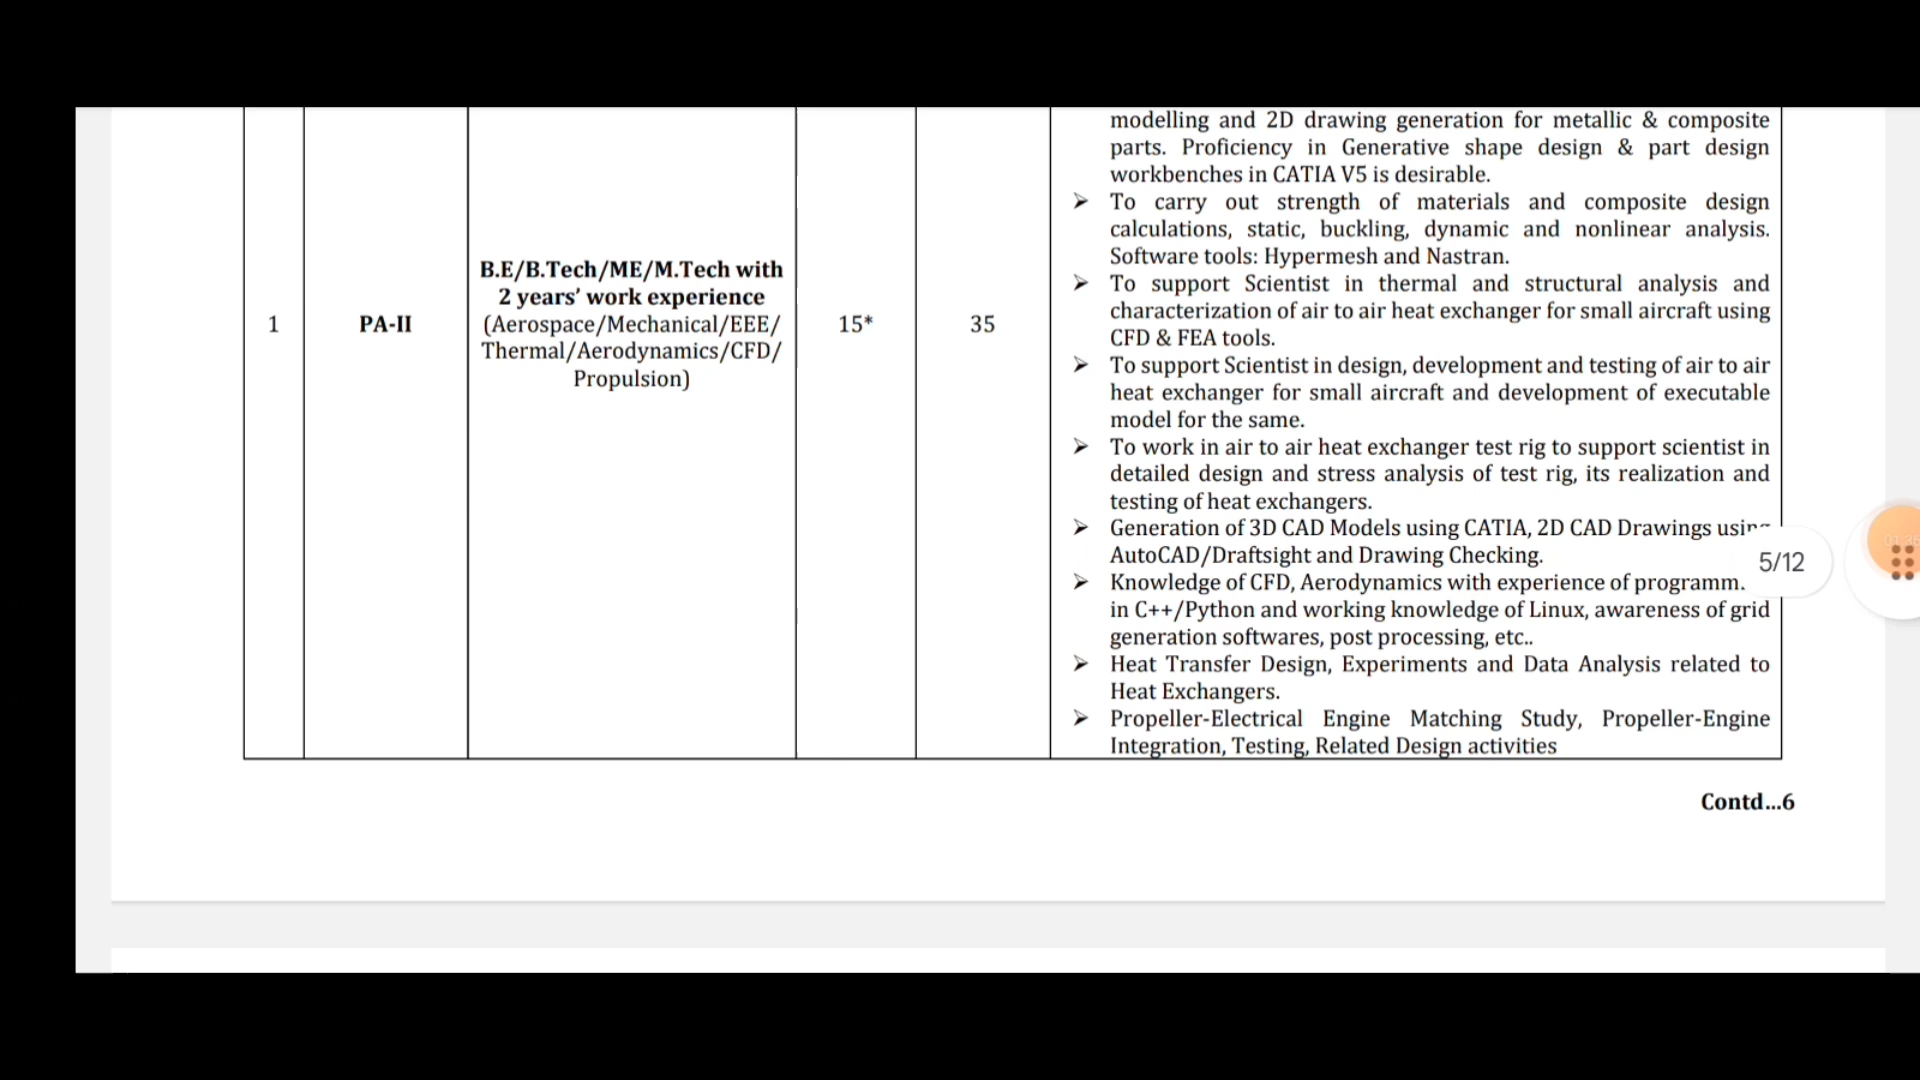 modelling and 2D drawing generation for metallic & composite
parts. Proficiency in Generative shape design & part design
workbenches in CATIA V5 is desirable.
➢ To carry out strength of materials and composite design
calculations, static, buckling, dynamic and nonlinear analysis.
Software tools: Hypermesh and Nastran.
➢ To support Scientist in thermal and structural analysis and
characterization of air to air heat exchanger for small aircraft using
CFD & FEA tools.
➢ To support Scientist in design, development and testing of air to air
heat exchanger for small aircraft and development of executable
model for the same.
➢ To work in air to air heat exchanger test rig to support scientist in
detailed design and stress analysis of test rig, its realization and
testing of heat exchangers.
➢ Generation of 3D CAD Models using CATIA, 2D CAD Drawings
AutoCAD/Draftsight and Drawing Checking.
➢ Knowledge of CFD, Aerodynamics with experience of
in C++/Python and working knowledge of Linux, awareness of grid
generation softwares, post processing, etc..
➢ Heat Transfer Design, Experiments and Data Analysis related to
Heat Exchangers.
➢ Propeller-Electrical Engine Matching Study, Propeller-Engine
Integration, Testing, Related Design activities
1
PA-II
B.E/B.Tech/ME/M.Tech with
2 years’ work experience
(Aerospace/Mechanical/EEE/
Thermal/Aerodynamics/CFD/
Propulsion)
15*
35
5/12
Contd...6